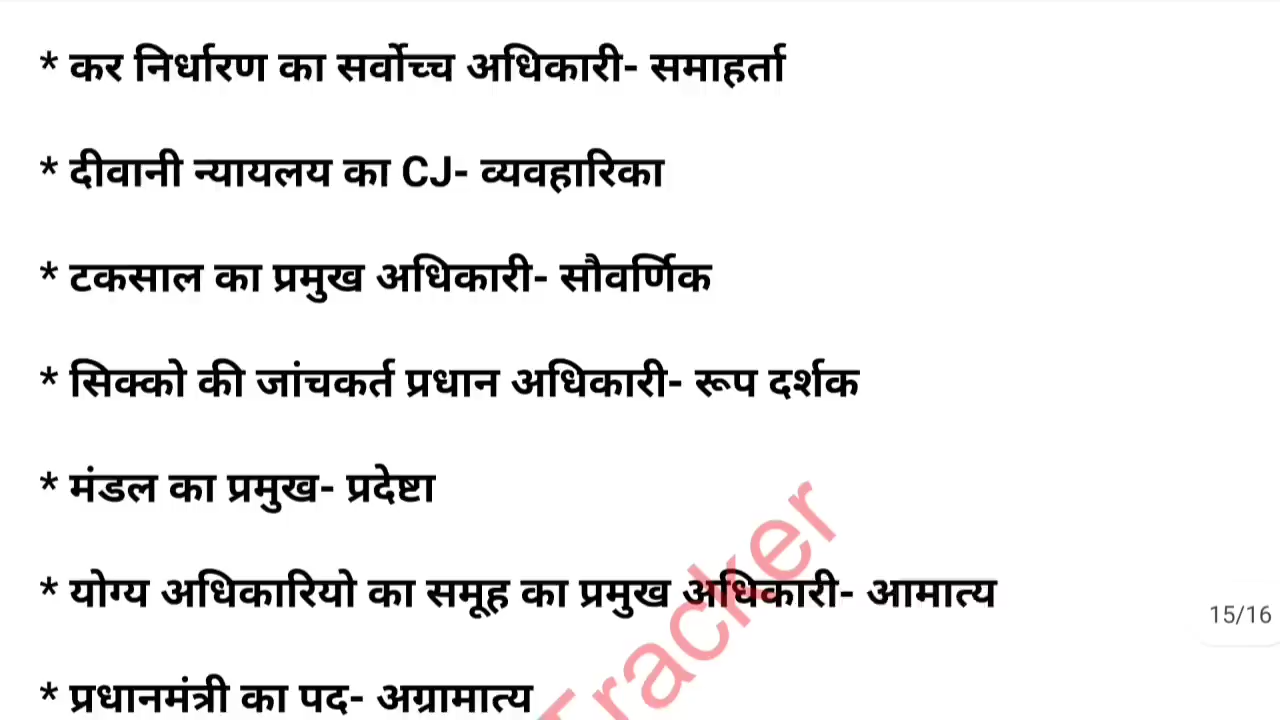 * कर निर्धारण का सर्वोच्च अधिकारी- समाहर्ता
* दीवानी न्यायलय का CJ- व्यवहारिका
* टकसाल का प्रमुख अधिकारी- सौवर्णिक
* सिक्को की जांचकर्त प्रधान अधिकारी- रूप दर्शक
* मंडल का प्रमुख- प्रदेष्टा
* योग्य अधिकारियो का समूह का प्रमुख अधिकारी- आमात्य
15/16
* प्रधानमंत्री का पद- अग्रामात्य
Tracker